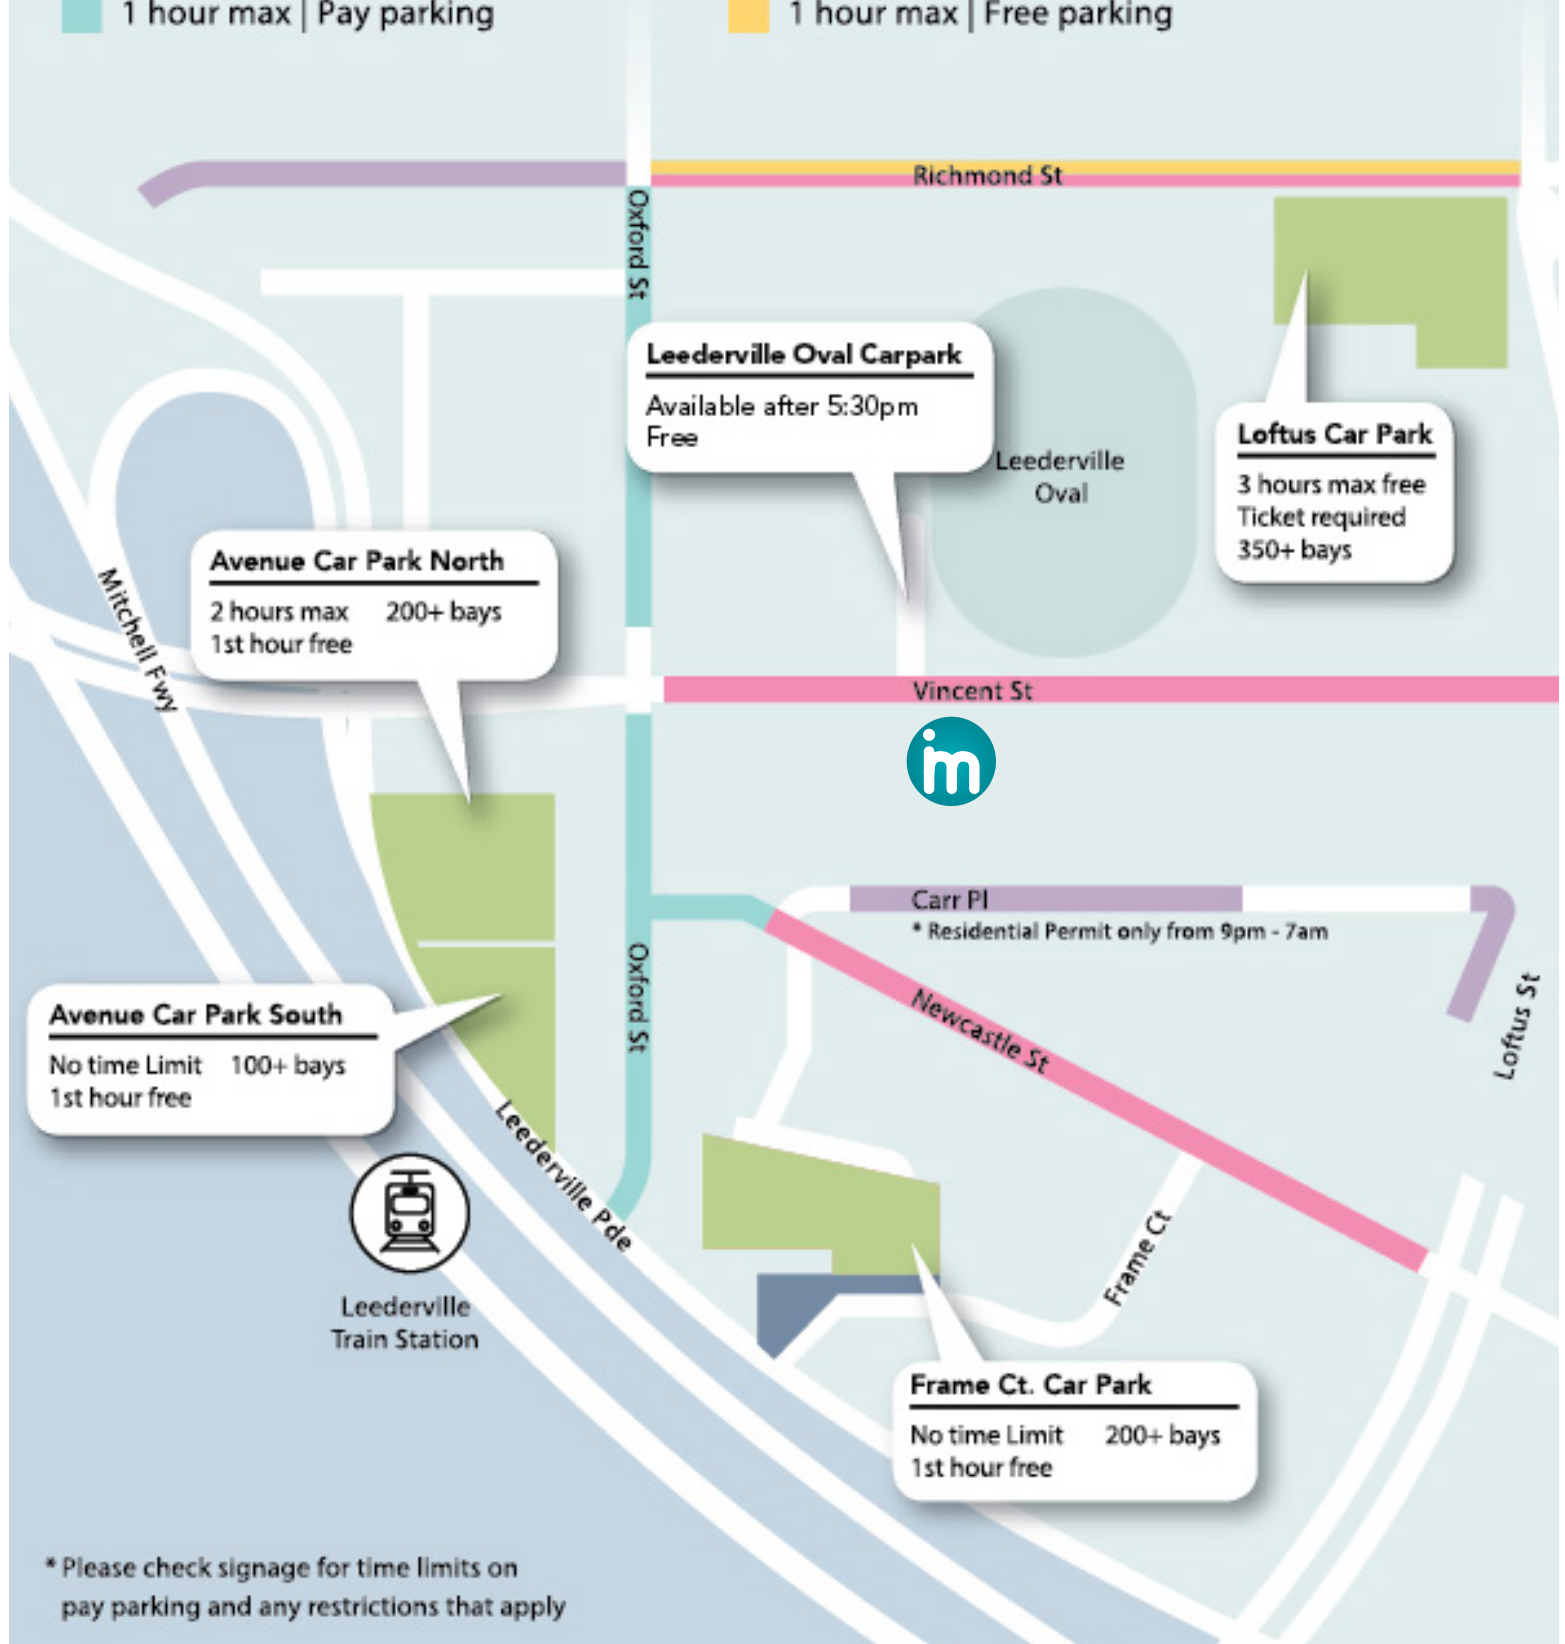 1 hour max | Pay parking
1 hour max | Free parking
Richmond St
Oxford St
Leederville Oval Carpark
Available after 5:30pm
Free
Leederville
Oval
Loftus Car Park
3 hours max free
Ticket required
350+ bays
Avenue Car Park North
2 hours max 200+ bays
1st hour free
Mitchell Fwy
Vincent St
im
Carr Pl
* Residential Permit only from 9pm - 7am
Oxford St
Newcastle St
Loftus St
Avenue Car Park South
No time Limit 100+ bays
1st hour free
Leederville Pde
Frame Ct
Leederville
Train Station
Frame Ct. Car Park
No time Limit 200+ bays
1st hour free
* Please check signage for time limits on
pay parking and any restrictions that apply